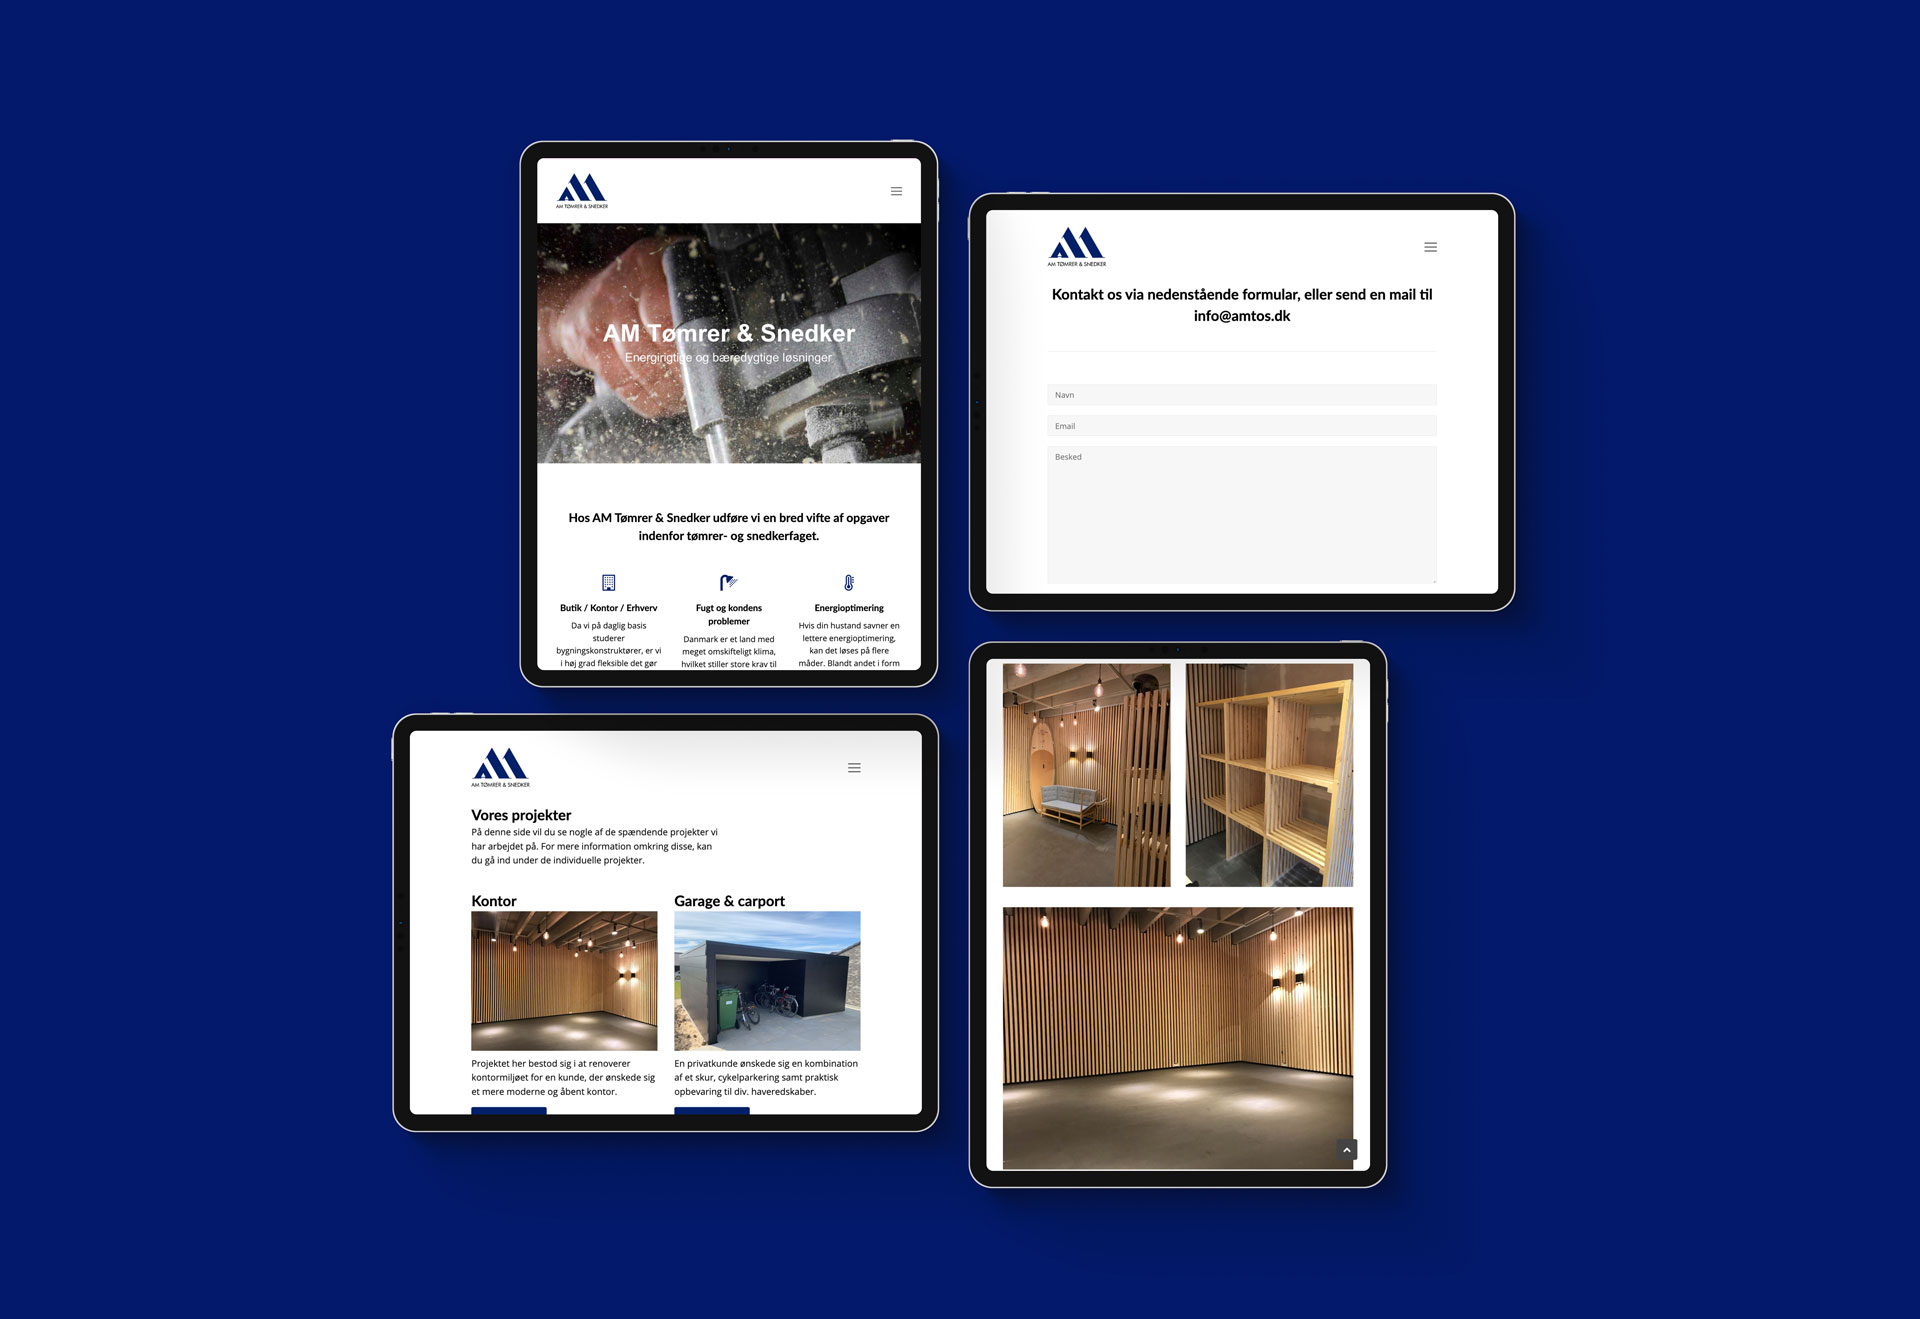 AM TØMRER & SNEDKER
AM Tømrer & Snedker
Energirigtige og bæredygtige løsninger
Hos AM Tømrer & Snedker udføre vi en bred vifte af opgaver
indenfor tømrer- og snedkerfaget.
Butik / Kontor / Erhverv
Da vi på daglig basis
studerer
bygningskonstruktører, er vi
i høj grad fleksible det gør
Fugt og kondens
problemer
Danmark er et land med
meget omskifteligt klima,
hvilket stiller store krav til
Energioptimering
Hvis din hustand savner en
lettere energioptimering,
kan det løses på flere
måder. Blandt andet i form
AM TØMRER & SNEDKER
Kontakt os via nedenstående formular, eller send en mail til
info@amtos.dk
Navn
Email
Besked
AM TØMRER & SNEDKER
Vores projekter
På denne side vil du se nogle af de spændende projekter vi
har arbejdet på. For mere information omkring disse, kan
du gå ind under de individuelle projekter.
Kontor
Projektet her bestod sig i at renoverer
kontormiljøet for en kunde, der ønskede sig
et mere moderne og åbent kontor.
Garage & carport
En privatkunde ønskede sig en kombination
af et skur, cykelparkering samt praktisk
opbevaring til div. haveredskaber.